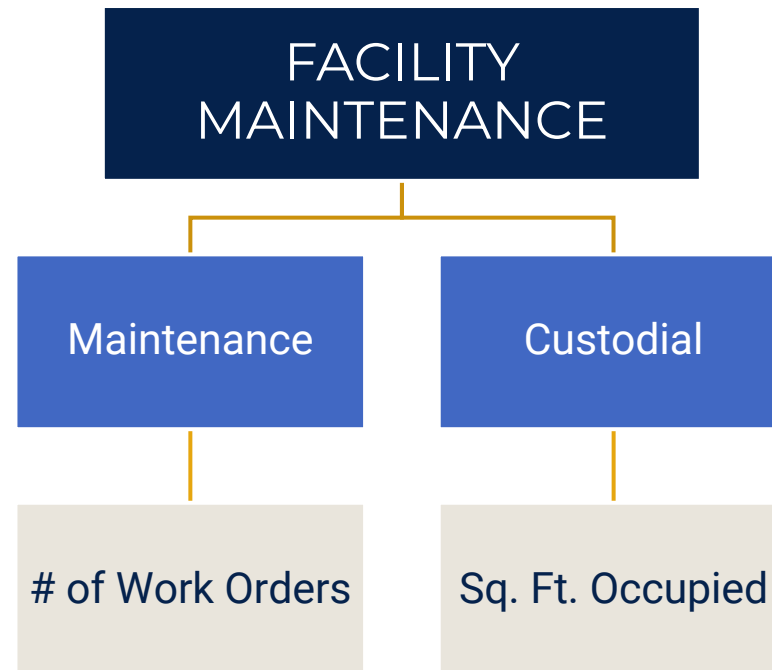 FACILITY
MAINTENANCE
Maintenance
Custodial
# of Work Orders
Sq. Ft. Occupied